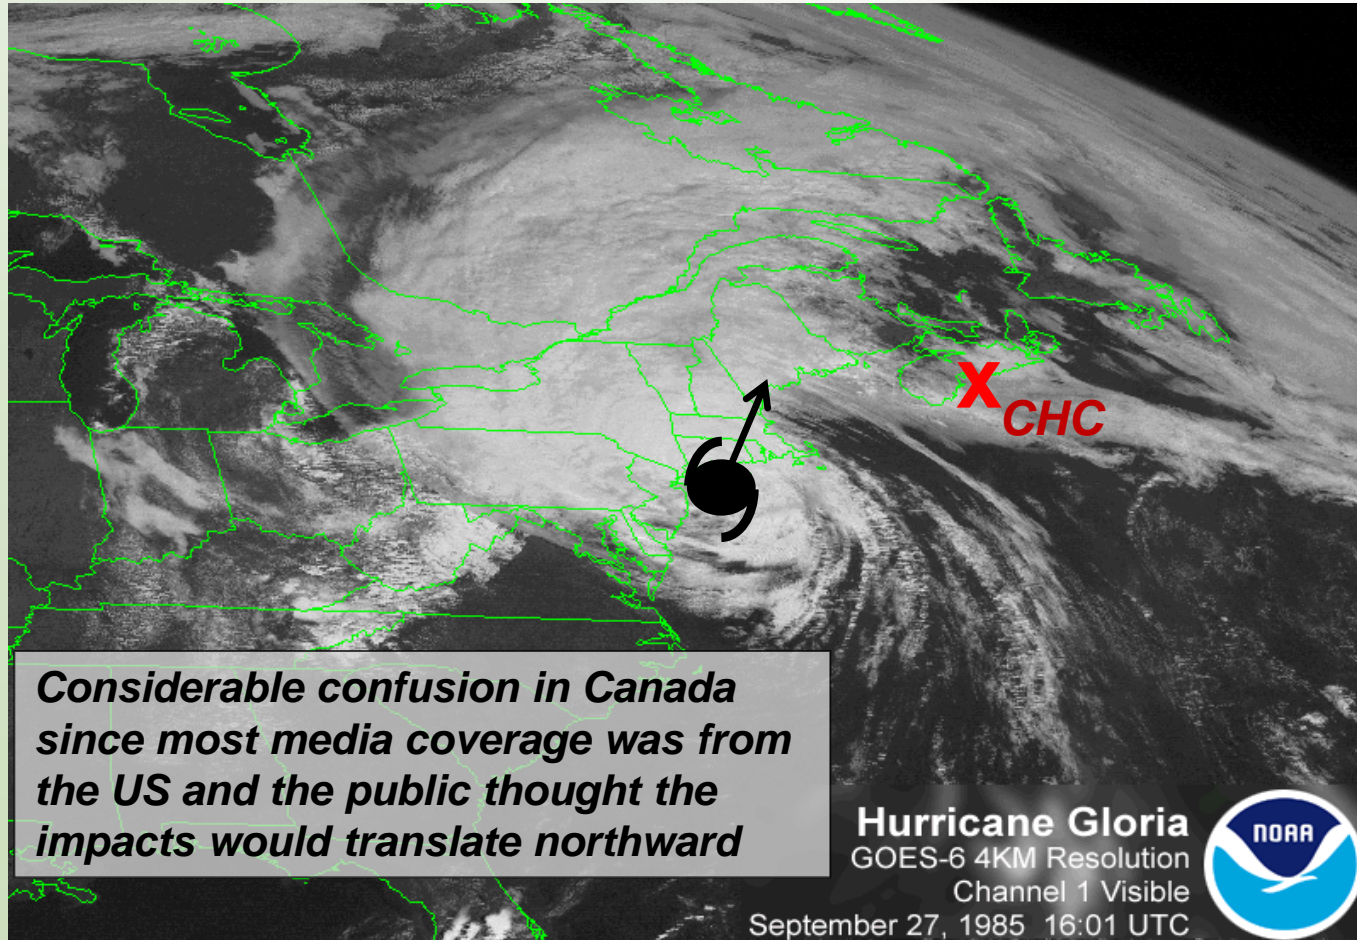 X
CHC
Considerable confusion in Canada
since most media coverage was from
the US and the public thought the
impacts would translate northward
Hurricane Gloria
GOES-6 4KM Resolution
Channel 1 Visible
September 27, 1985 16:01 UTC
NOAA